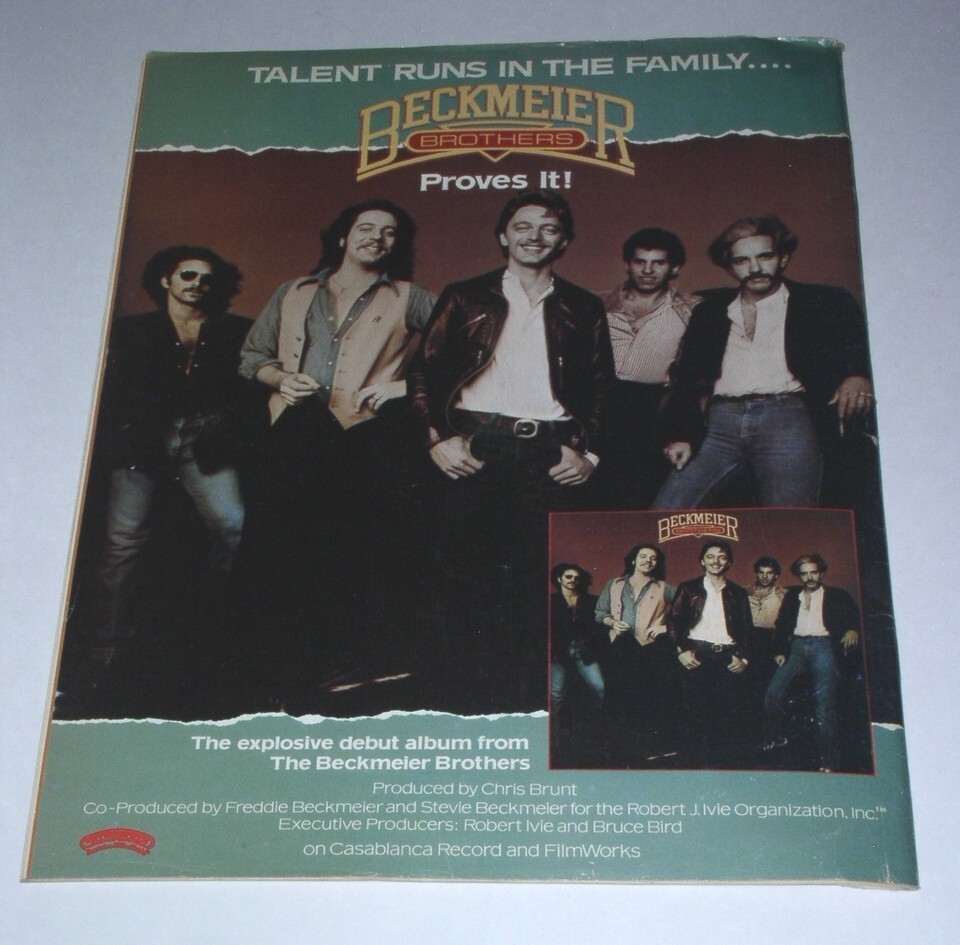 TALENT RUNS IN THE FAMILY....
BECKMEIER
BROTHERS
Proves It!
BECKMEIER
BROTHERS
The explosive debut album from
The Beckmeier Brothers
Produced by Chris Brunt
Co-Produced by Freddie Beckmeier and Stevie Beckmeier for the Robert J. Ivie Organization, Inc.™
Executive Producers: Robert Ivie and Bruce Bird
on Casablanca Record and FilmWorks